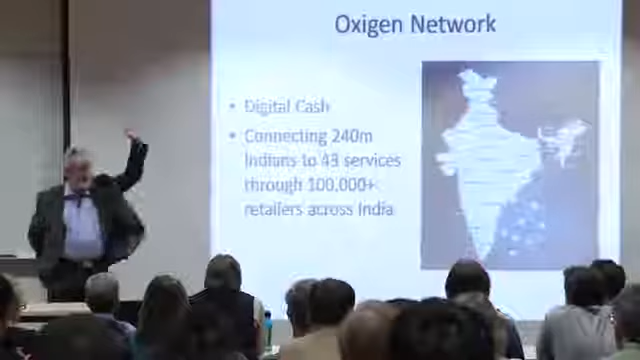 Oxigen Network
• Digital Cash
• Connecting 240m
Indians to 43 services
through 100,000+
retailers across India